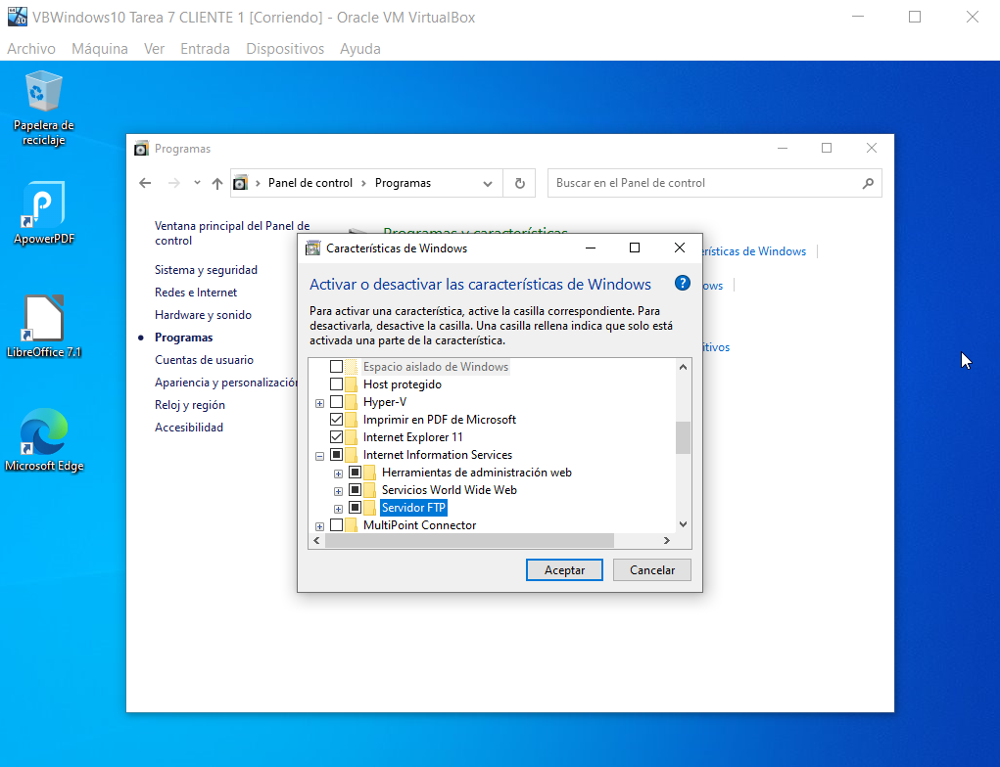 VBWindows10 Tarea 7 CLIENTE 1 [Corriendo] - Oracle VM VirtualBox
Archivo Máquina Ver Entrada Dispositivos Ayuda
Papelera de
reciclaje
ApowerPDF
LibreOffice 7.1
Microsoft Edge
Programas
Panel de control Programas
Buscar en el Panel de control
Ventana principal del Panel de
control
Sistema y seguridad
Redes e Internet
Hardware y sonido
Programas
Cuentas de usuario
Apariencia y personalización
Reloj y región
Accesibilidad
Programas y características
erísticas de Windows
ows
itivos
Características de Windows
Activar o desactivar las características de Windows
Para activar una característica, active la casilla correspondiente. Para
desactivarla, desactive la casilla. Una casilla rellena indica que solo está
activada una parte de la característica.
Espacio aislado de Windows
Host protegido
Hyper-V
Imprimir en PDF de Microsoft
Internet Explorer 11
Internet Information Services
Herramientas de administración web
Servicios World Wide Web
Servidor FTP
MultiPoint Connector
Aceptar Cancelar